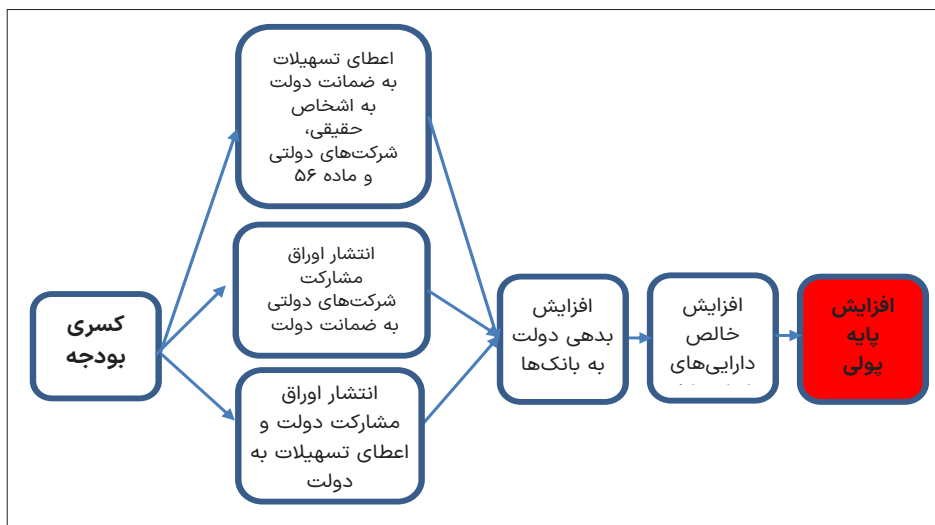 کسری
بودجه
اعطای تسهیلات
به ضمانت دولت
به اشخاص
حقیقی،
شرکت‌های دولتی
و ماده ۵۶
انتشار اوراق
مشارکت
شرکت‌های دولتی
به ضمانت دولت
انتشار اوراق
مشارکت دولت و
اعطای تسهیلات به
دولت
افزایش
بدهی دولت
به بانک‌ها
افزایش
خالص
دارایی‌های
افزایش
پایه
پولی